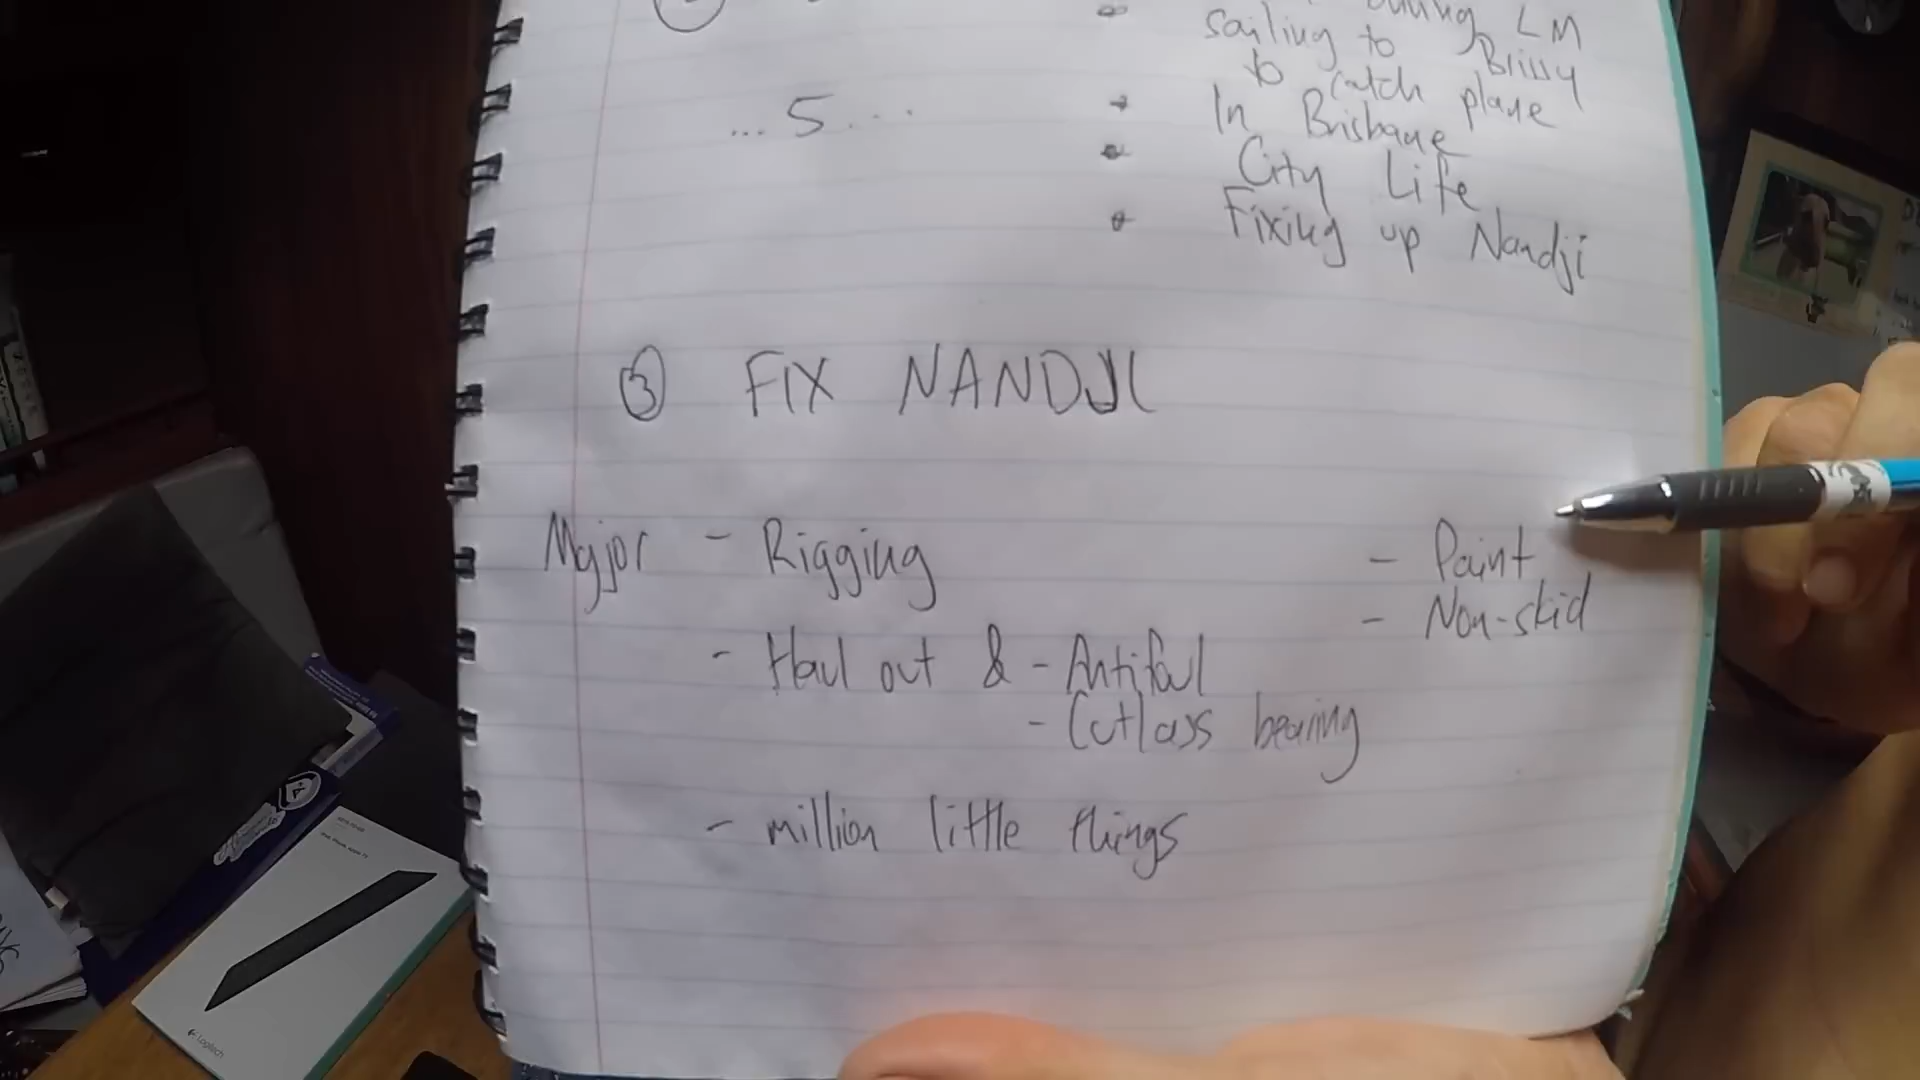 LM
sailing to Brissy
to catch plane
... 5 ...
In Brisbane
City Life
Fixing up Nandji
③ FIX NANDJI
Major - Rigging
- Paint
- Non-skid
- Haul out & - Antifoul
- Cutlass bearing
- million little things
Logitech